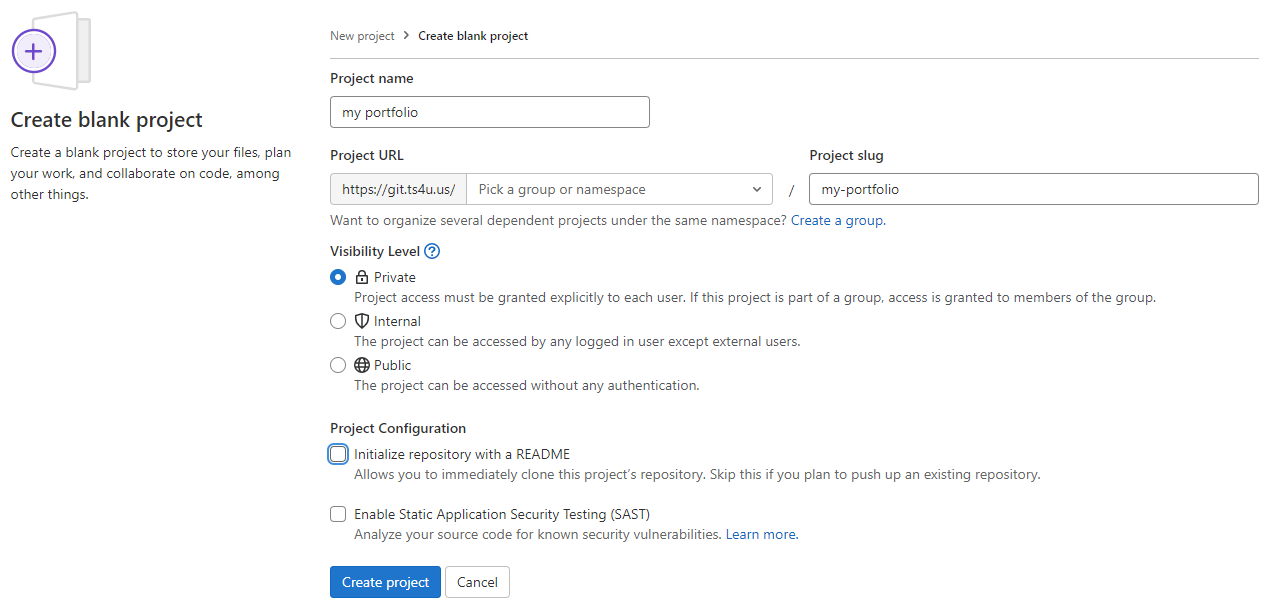 Create blank project
Create a blank project to store your files, plan
your work, and collaborate on code, among
other things.
New project > Create blank project
Project name
my portfolio
Project URL
https://git.ts4u.us/ Pick a group or namespace
/
Project slug
my-portfolio
Want to organize several dependent projects under the same namespace? Create a group.
Visibility Level
Private
Project access must be granted explicitly to each user. If this project is part of a group, access is granted to members of the group.
Internal
The project can be accessed by any logged in user except external users.
Public
The project can be accessed without any authentication.
Project Configuration
Initialize repository with a README
Allows you to immediately clone this project’s repository. Skip this if you plan to push up an existing repository.
Enable Static Application Security Testing (SAST)
Analyze your source code for known security vulnerabilities. Learn more.
Create project Cancel